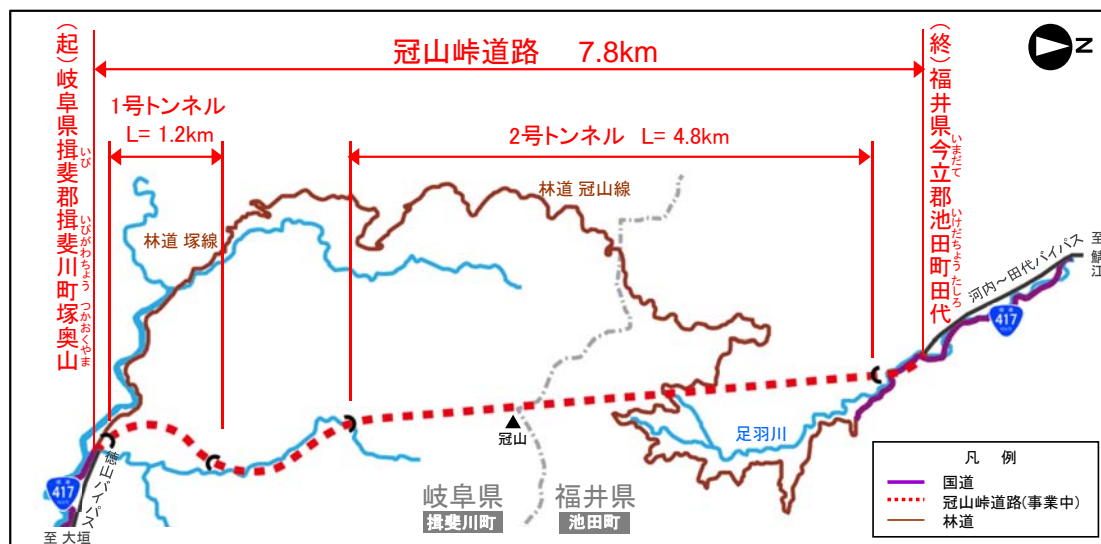 冠山峠道路 7.8km
N
(起)岐阜県揖斐郡揖斐川町塚奥山
いび
いびがわちょう
つかおくやま
1号トンネル
L= 1.2km
2号トンネル L= 4.8km
(終)福井県今立郡池田町田代
いまだて
いけだちょう
たしろ
林道 冠山線
林道 塚線
至 鯖江
河内~田代バイパス
417
冠山
足羽川
徳山バイパス
417
至 大垣
岐阜県
揖斐川町
福井県
池田町
凡 例
国道
冠山峠道路(事業中)
林道